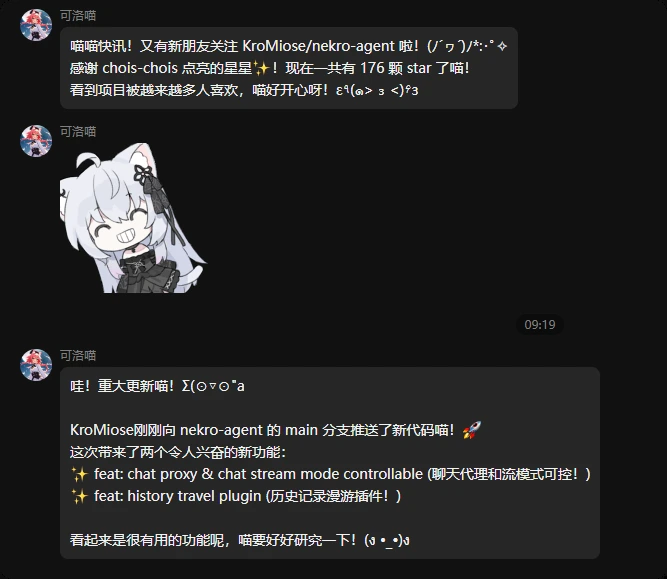 可洛喵
喵喵快讯！又有新朋友关注 KroMiose/nekro-agent 啦！(ﾉ´ヮ´)ﾉ*:･ﾟ✧
感谢 chois-chois 点亮的星星✨！现在一共有 176 颗 star 了喵！
看到项目被越来越多人喜欢，喵好开心呀！ε٩(๑> ₃ <)۶з
可洛喵
09:19
可洛喵
哇！重大更新喵！Σ(⊙▽⊙"a
KroMiose刚刚向 nekro-agent 的 main 分支推送了新代码喵！🚀
这次带来了两个令人兴奋的新功能：
✨ feat: chat proxy & chat stream mode controllable (聊天代理和流模式可控！)
✨ feat: history travel plugin (历史记录漫游插件！)
看起来是很有用的功能呢，喵要好好研究一下！(ง •_•)ง